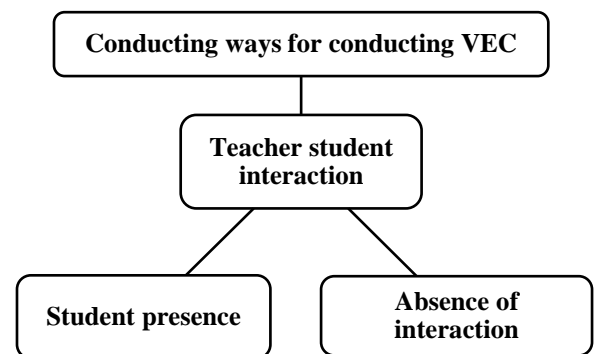 Conducting ways for conducting VEC
Teacher student
interaction
Student presence
Absence of
interaction